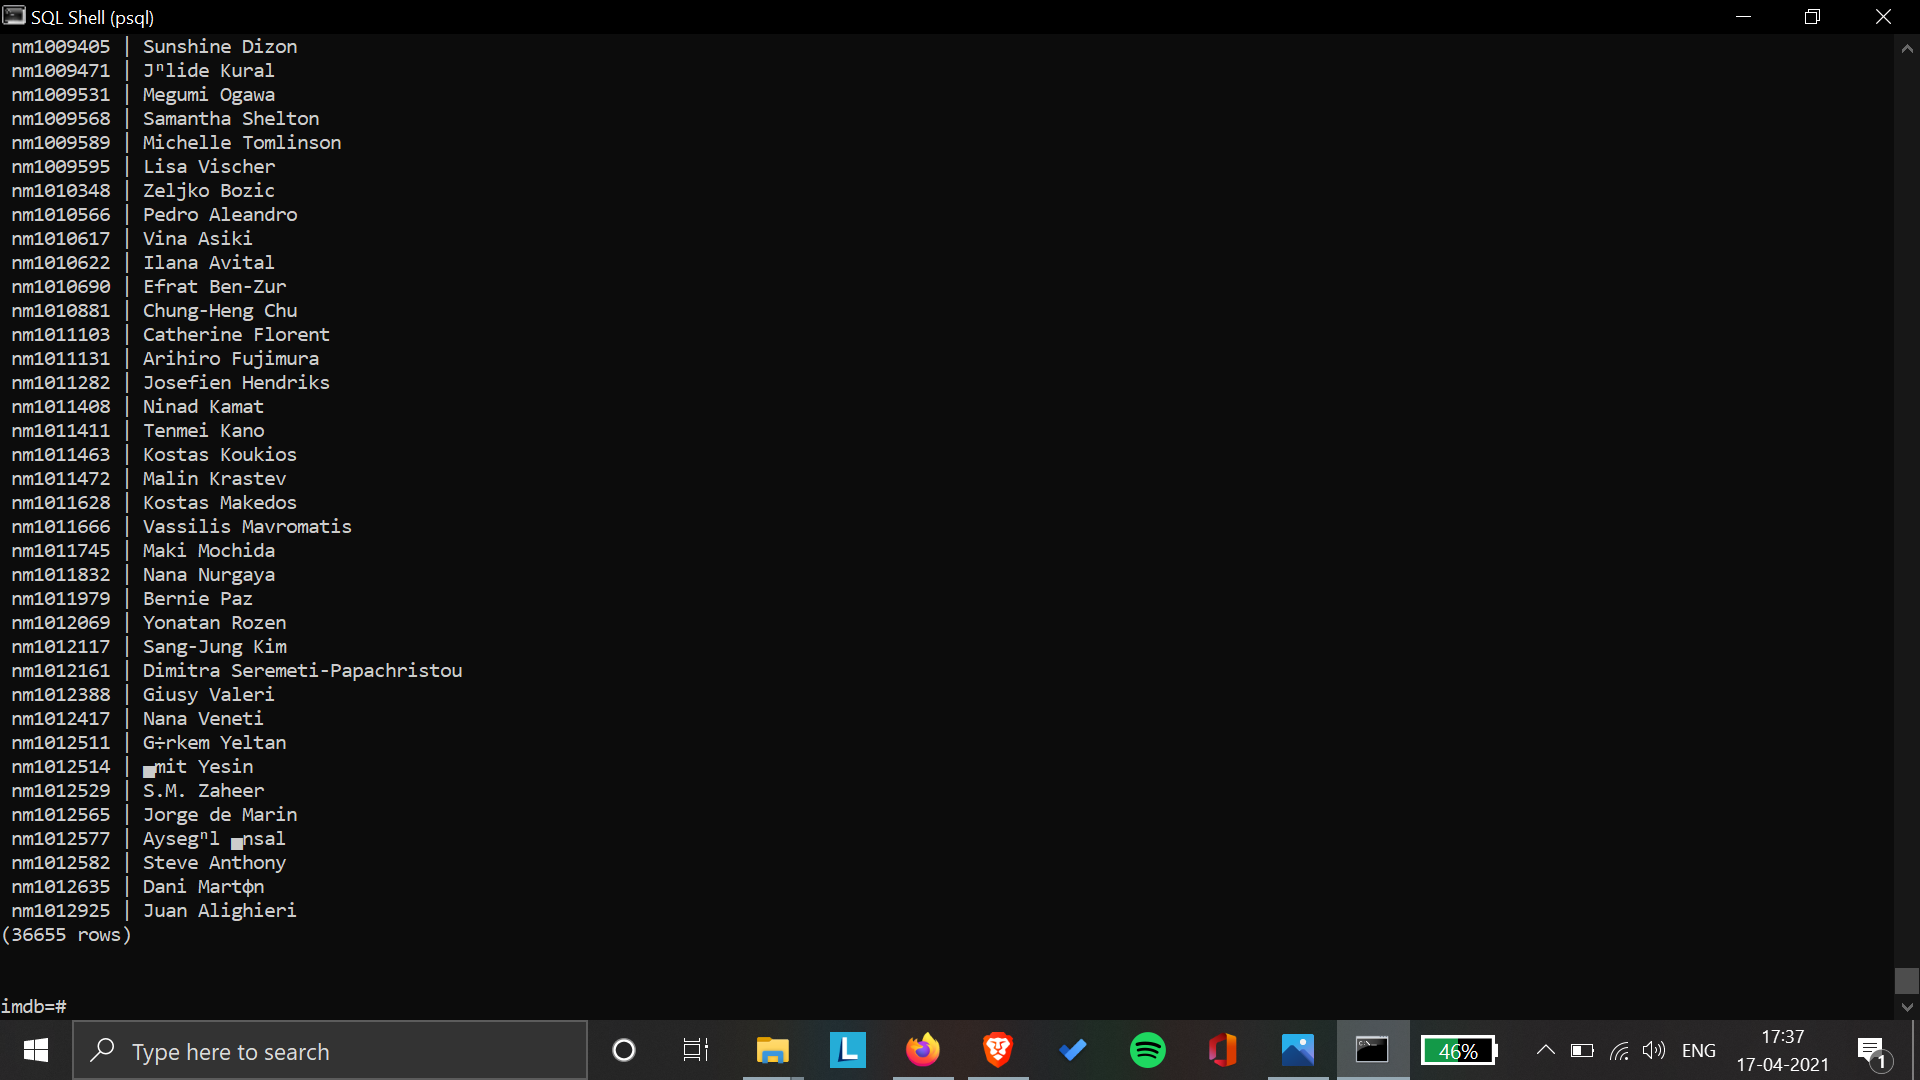 SQL Shell (psql)
nm1009405 | Sunshine Dizon
nm1009471 | Jⁿlide Kural
nm1009531 | Megumi Ogawa
nm1009568 | Samantha Shelton
nm1009589 | Michelle Tomlinson
nm1009595 | Lisa Vischer
nm1010348 | Zeljko Bozic
nm1010566 | Pedro Aleandro
nm1010617 | Vina Asiki
nm1010622 | Ilana Avital
nm1010690 | Efrat Ben-Zur
nm1010881 | Chung-Heng Chu
nm1011103 | Catherine Florent
nm1011131 | Arihiro Fujimura
nm1011282 | Josefien Hendriks
nm1011408 | Ninad Kamat
nm1011411 | Tenmei Kano
nm1011463 | Kostas Koukios
nm1011472 | Malin Krastev
nm1011628 | Kostas Makedos
nm1011666 | Vassilis Mavromatis
nm1011745 | Maki Mochida
nm1011832 | Nana Nurgaya
nm1011979 | Bernie Paz
nm1012069 | Yonatan Rozen
nm1012117 | Sang-Jung Kim
nm1012161 | Dimitra Seremeti-Papachristou
nm1012388 | Giusy Valeri
nm1012417 | Nana Veneti
nm1012511 | G÷rkem Yeltan
nm1012514 | ▄mit Yesin
nm1012529 | S.M. Zaheer
nm1012565 | Jorge de Marin
nm1012577 | Aysegⁿl ▄nsal
nm1012582 | Steve Anthony
nm1012635 | Dani Martφn
nm1012925 | Juan Alighieri
(36655 rows)
imdb=#
Type here to search
46%
ENG
17:37
17-04-2021
1